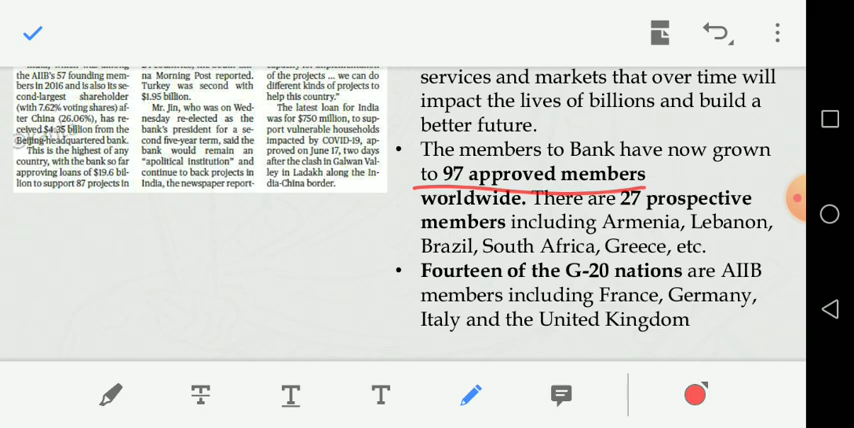 the AIIB's 57 founding mem-
bers in 2016 and is also its se-
cond-largest shareholder
(with 7.62% voting shares) af-
ter China (26.06%), has re-
ceived $4.35 billion from the
Beijing-headquartered bank.
This is the highest of any
country, with the bank so far
approving loans of $19.6 bil-
lion to support 87 projects in
na Morning Post reported.
Turkey was second with
$1.95 billion.
Mr. Jin, who was on Wed-
nesday re-elected as the
bank's president for a se-
cond five-year term, said the
bank would remain an
"apolitical institution" and
continue to back projects in
India, the newspaper report-
of the projects ... we can do
different kinds of projects to
help this country."
The latest loan for India
was for $750 million, to sup-
port vulnerable households
impacted by COVID-19, ap-
proved on June 17, two days
after the clash in Galwan Val-
ley in Ladakh along the In-
dia-China border.
services and markets that over time will
impact the lives of billions and build a
better future.
• The members to Bank have now grown
to 97 approved members
worldwide. There are 27 prospective
members including Armenia, Lebanon,
Brazil, South Africa, Greece, etc.
• Fourteen of the G-20 nations are AIIB
members including France, Germany,
Italy and the United Kingdom
T
T
T